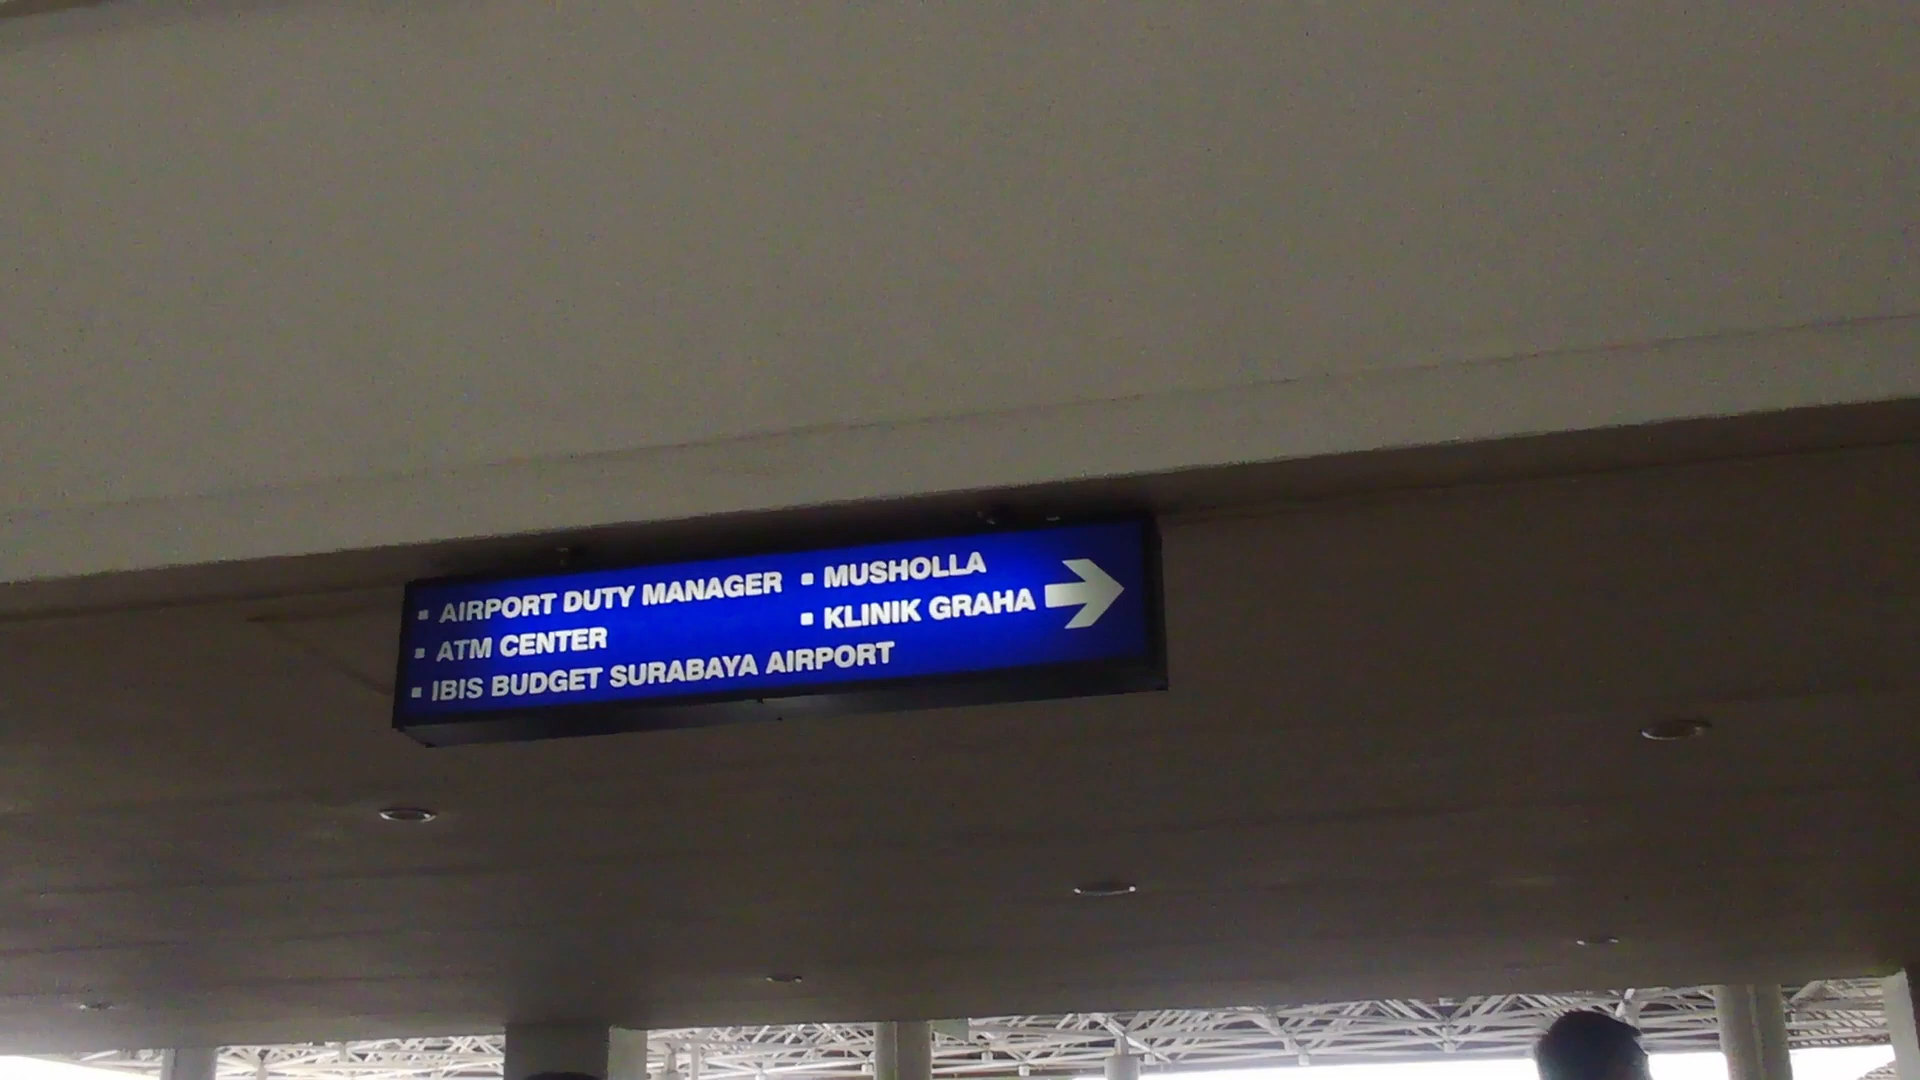 ▪ AIRPORT DUTY MANAGER
▪ ATM CENTER
▪ IBIS BUDGET SURABAYA AIRPORT
▪ MUSHOLLA
▪ KLINIK GRAHA